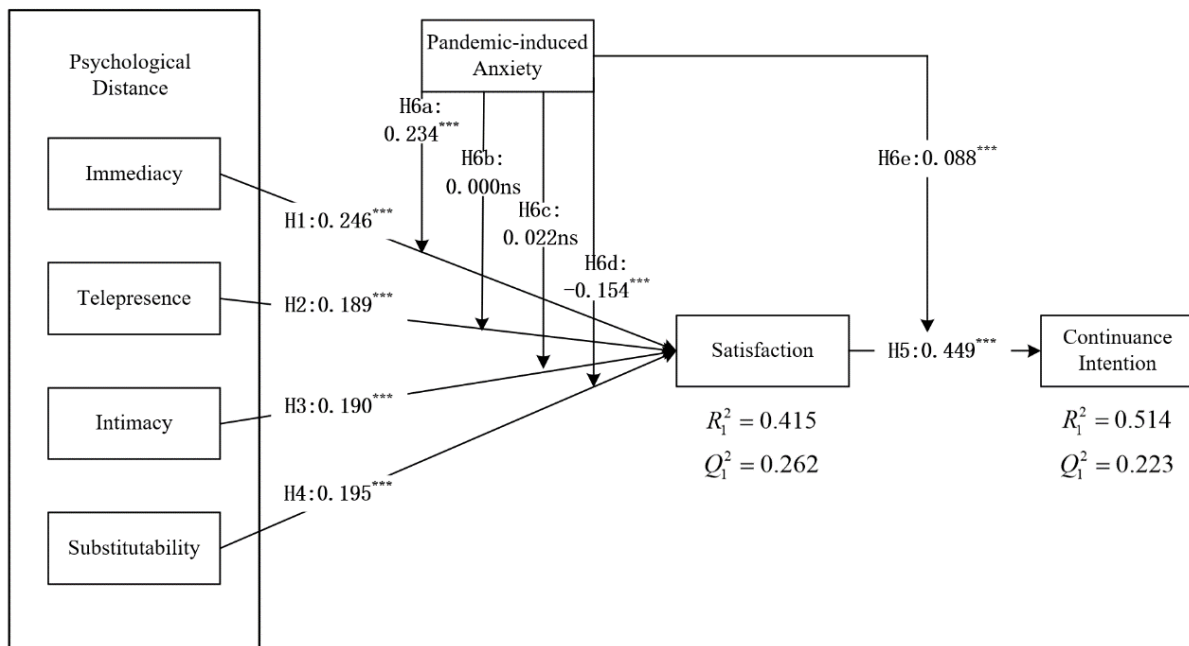 Psychological
Distance
Immediacy
Telepresence
Intimacy
Substitutability
Pandemic-induced
Anxiety
H6a:
0.234***
H6b:
0.000ns
H6c:
0.022ns
H6d:
-0.154***
H6e:0.088***
H1:0.246***
H2:0.189***
H3:0.190***
H4:0.195***
Satisfaction
R₁² = 0.415
Q₁² = 0.262
H5:0.449***
Continuance
Intention
R₁² = 0.514
Q₁² = 0.223